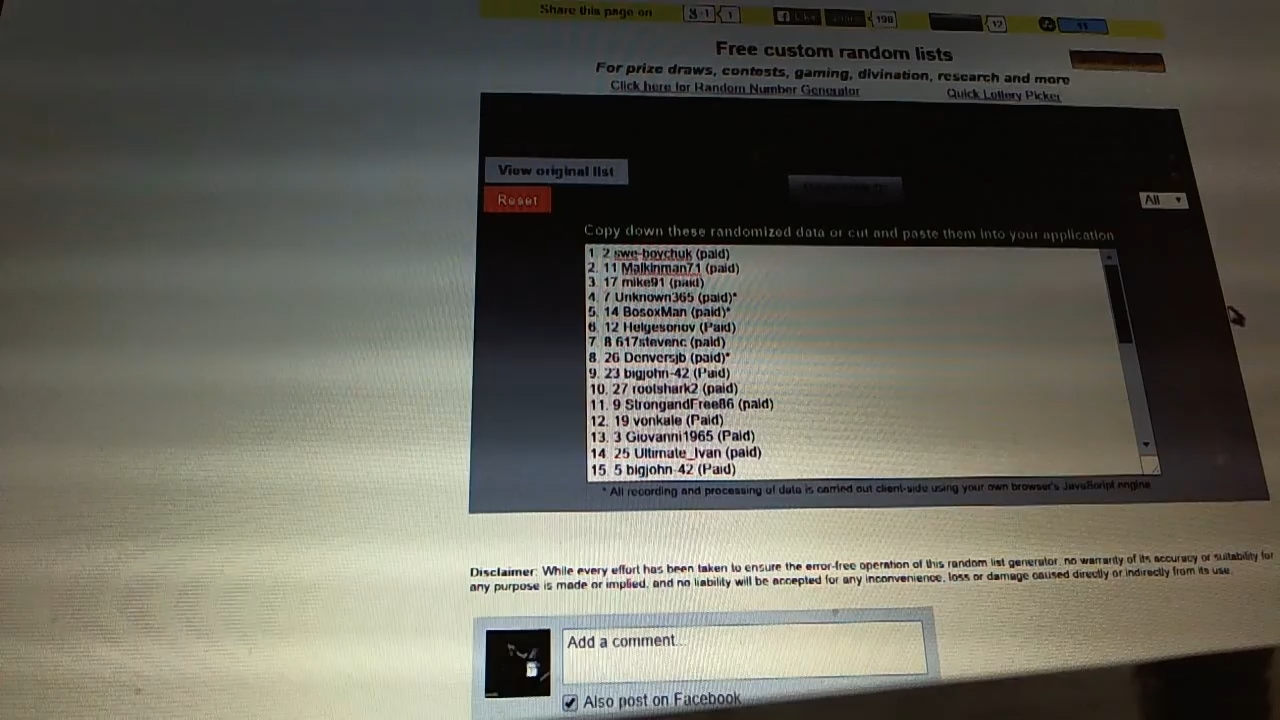 Share this page on
1
198
12
11
Free custom random lists
For prize draws, contests, gaming, divination, research and more
Click here for Random Number Generator
Quick Lottery Picker
View original list
Reset
All
Copy down these randomized data or cut and paste them into your application
1. 2 swe-boychuk (paid)
2. 11 Malkinman71 (paid)
3. 17 mike91 (paid)
4. 7 Unknown365 (paid)*
5. 14 BosoxMan (paid)*
6. 12 Helgesonov (Paid)
7. 8 617stevenc (paid)
8. 26 Denversjb (paid)*
9. 23 bigjohn-42 (Paid)
10. 27 rootshark2 (paid)
11. 9 StrongandFree86 (paid)
12. 19 vonkale (Paid)
13. 3 Giovanni1965 (Paid)
14. 25 Ultimate_Ivan (paid)
15. 5 bigjohn-42 (Paid)
* All recording and processing of data is carried out client-side using your own browser's JavaScript engine
Disclaimer: While every effort has been taken to ensure the error-free operation of this random list generator, no warranty of its accuracy or suitability for
any purpose is made or implied, and no liability will be accepted for any inconvenience, loss or damage caused directly or indirectly from its use.
Add a comment...
Also post on Facebook